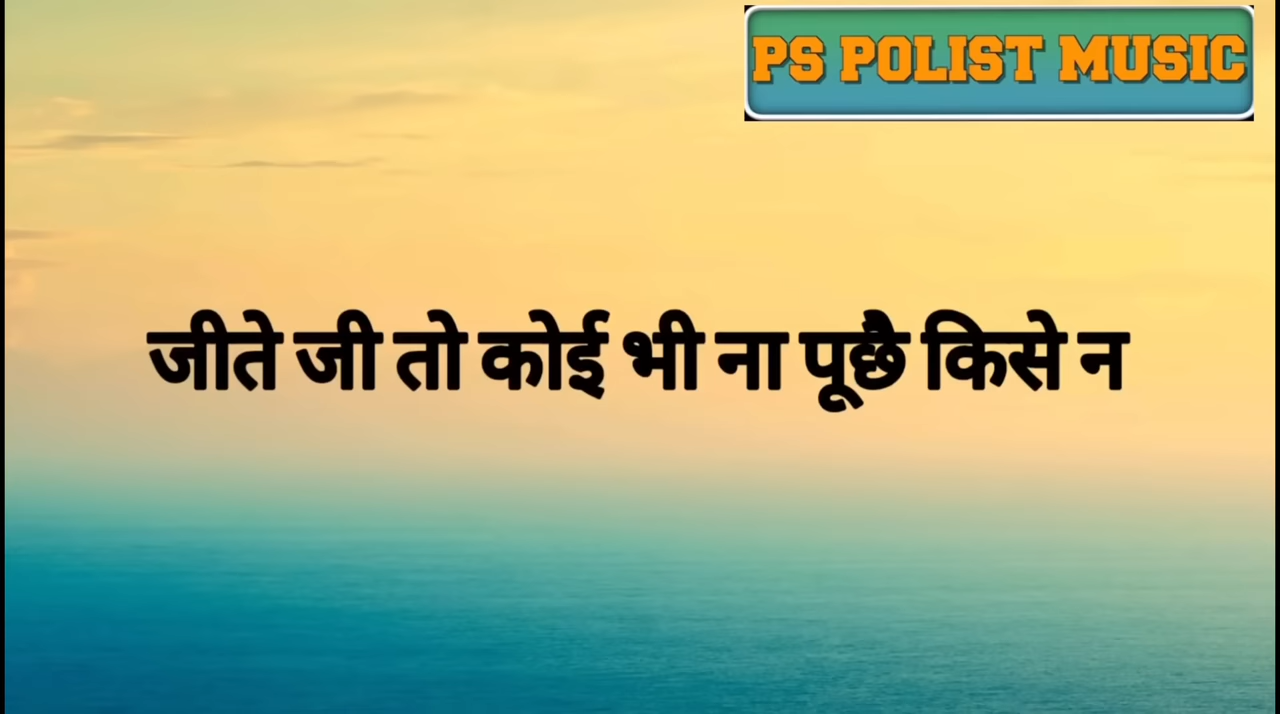 PS POLIST MUSIC
जीते जी तो कोई भी ना पूछै किसे न